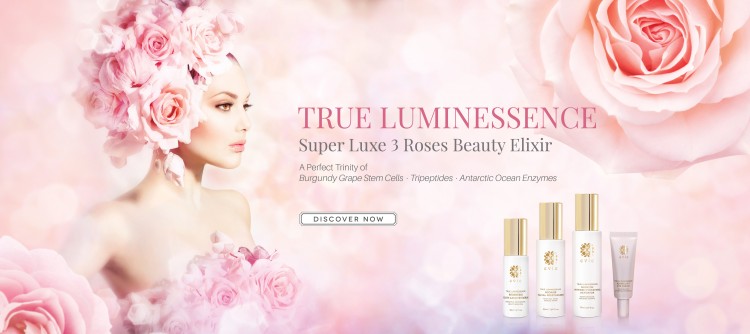 TRUE LUMINESSENCE
Super Luxe 3 Roses Beauty Elixir
A Perfect Trinity of
Burgundy Grape Stem Cells · Tripeptides · Antarctic Ocean Enzymes
DISCOVER NOW